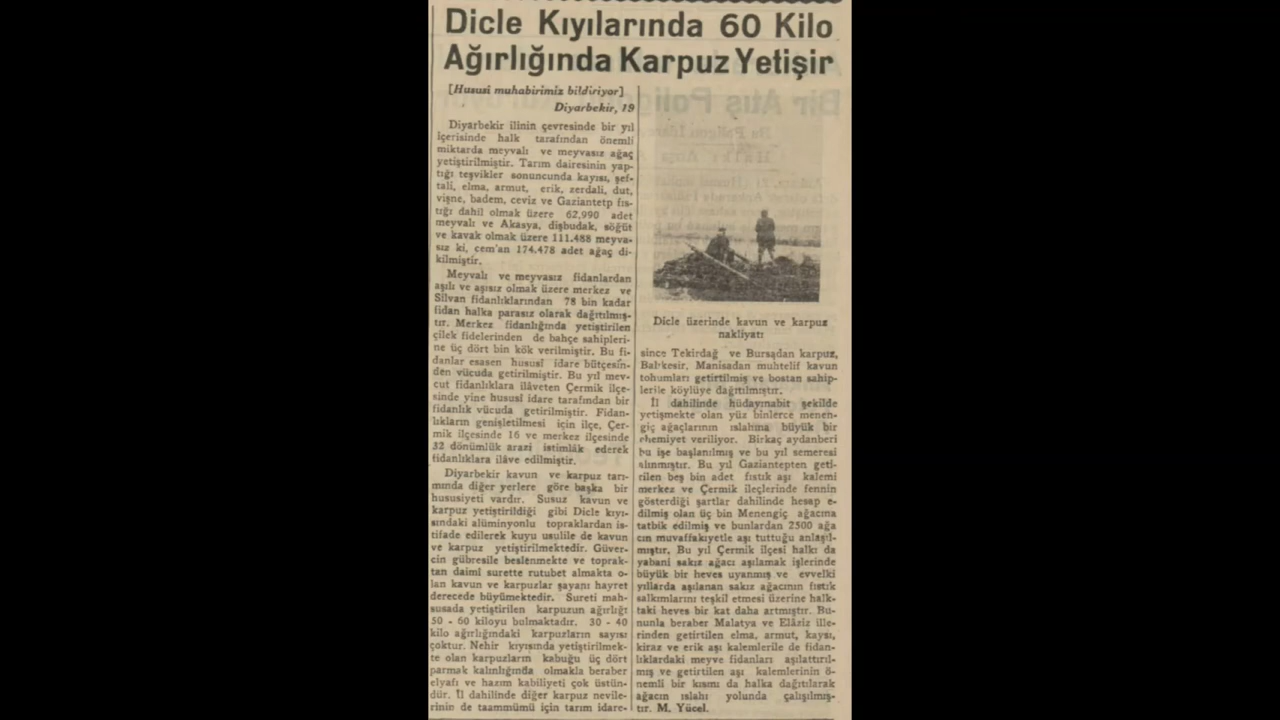 Dicle Kıyılarında 60 Kilo
Ağırlığında Karpuz Yetişir
[Hususî muhabirimiz bildiriyor]
Diyarbekir, 19
Diyarbekir ilinin çevresinde bir yıl
içerisinde halk tarafından önemli
miktarda meyvalı ve meyvasız ağaç
yetiştirilmiştir. Tarım dairesinin yap-
tığı teşvikler sonuncunda kayısı, şef-
tali, elma, armut, erik, zerdali, dut,
vişne, badem, ceviz ve Gaziantetp fıs-
tığı dahil olmak üzere 62,990 adet
meyvalı ve Akasya, dişbudak, söğüt
ve kavak olmak üzere 111.488 meyva-
sız ki, cem'an 174.478 adet ağaç di-
kilmiştir.
Meyvalı ve meyvasız fidanlardan
aşılı ve aşısız olmak üzere merkez ve
Silvan fidanlıklarından 78 bin kadar
fidan halka parasız olarak dağıtılmış-
tır. Merkez fidanlığında yetiştirilen
çilek fidelerinden de bahçe sahipleri-
ne üç dört bin kök verilmiştir. Bu fi-
danlar esasen hususî idare bütçesin-
den vücuda getirilmiştir. Bu yıl mev-
cut fidanlıklara ilâveten Çermik ilçe-
sinde yine hususî idare tarafından bir
fidanlık vücuda getirilmiştir. Fidan-
lıkların genişletilmesi için ilçe, Çer-
mik ilçesinde 16 ve merkez ilçesinde
32 dönümlük arazi istimlâk ederek
fidanlıklara ilâve edilmiştir.
Diyarbekir kavun ve karpuz tarı-
mında diğer yerlere göre başka bir
hususiyeti vardır. Susuz kavun ve
karpuz yetiştirildiği gibi Dicle kıyı-
sındaki alüminyonlu topraklardan is-
tifade edilerek kuyu usulile de kavun
ve karpuz yetiştirilmektedir. Güver-
cin gübresile beslenmekte ve toprak-
tan daimî surette rutubet almakta o-
lan kavun ve karpuzlar şayanı hayret
derecede büyümektedir. Sureti mah-
susada yetiştirilen karpuzun ağırlığı
50 - 60 kiloyu bulmaktadır. 30 - 40
kilo ağırlığındaki karpuzların sayısı
çoktur. Nehir kıyısında yetiştirilmek-
te olan karpuzların kabuğu üç dört
parmak kalınlığında olmakla beraber
elyafı ve hazım kabiliyeti çok üstün-
dür. İl dahilinde diğer karpuz nevile-
rinin de taammümü için tarım idare-
Dicle üzerinde kavun ve karpuz
nakliyatı
since Tekirdağ ve Bursadan karpuz,
Balıkesir, Manisadan muhtelif kavun
tohumları getirtilmiş ve bostan sahip-
lerile köylüye dağıtılmıştır.
İl dahilinde hüdayinabit şekilde
yetişmekte olan yüz binlerce menen-
giç ağaçlarının ıslahına büyük bir
ehemiyet veriliyor. Birkaç aydanberi
bu işe başlanılmış ve bu yıl semeresi
alınmıştır. Bu yıl Gaziantepten geti-
rilen beş bin adet fıstık aşı kalemi
merkez ve Çermik ileçlerinde fennin
gösterdiği şartlar dahilinde hesap e-
dilmiş olan üç bin Menengiç ağacına
tatbik edilmiş ve bunlardan 2500 ağa
cın muvaffakıyetle aşı tuttuğu anlaşıl-
mıştır. Bu yıl Çermik ilçesi halkı da
yabani sakız ağacı aşılamak işlerinde
büyük bir heves uyanmış ve evvelki
yıllarda aşılanan sakız ağacının fıstık
salkımlarını teşkil etmesi üzerine halk-
taki heves bir kat daha artmıştır. Bu-
nunla beraber Malatya ve Elâziz ille-
rinden getirtilen elma, armut, kaysı,
kiraz ve erik aşı kalemlerile de fidan-
lıklardaki meyve fidanları aşılattırıl-
mış ve getirtilen aşı kalemlerinin ö-
nemli bir kısmı da halka dağıtılarak
ağacın ıslahı yolunda çalışılmış-
tır. M. Yücel.